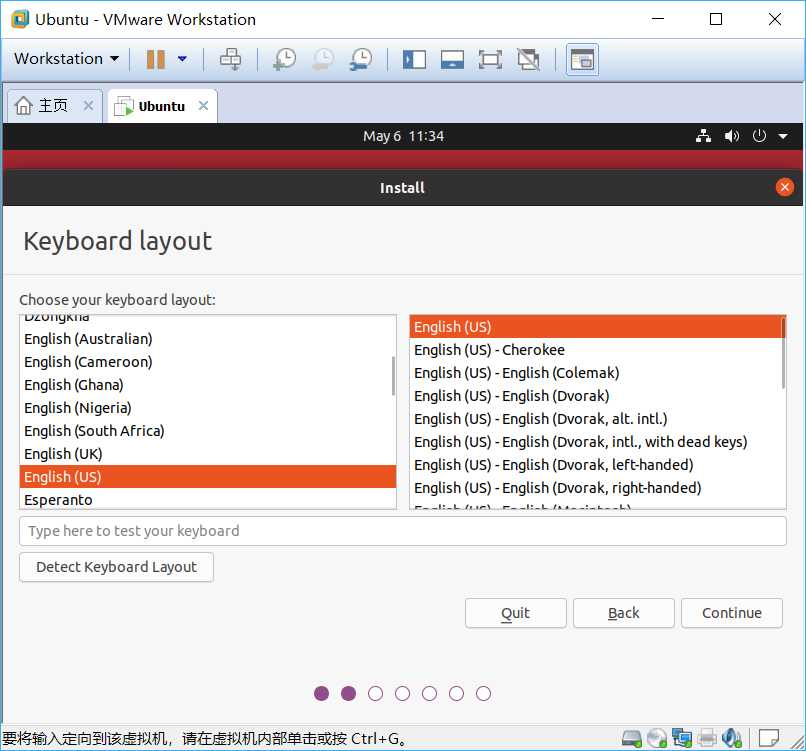 Ubuntu - VMware Workstation
Workstation
主页
Ubuntu
May 6 11:34
Install
Keyboard layout
Choose your keyboard layout:
Dzongkha
English (Australian)
English (Cameroon)
English (Ghana)
English (Nigeria)
English (South Africa)
English (UK)
English (US)
Esperanto
English (US)
English (US) - Cherokee
English (US) - English (Colemak)
English (US) - English (Dvorak)
English (US) - English (Dvorak, alt. intl.)
English (US) - English (Dvorak, intl., with dead keys)
English (US) - English (Dvorak, left-handed)
English (US) - English (Dvorak, right-handed)
English (US) - English (Macintosh)
Type here to test your keyboard
Detect Keyboard Layout
Quit
Back
Continue
要将输入定向到该虚拟机，请在虚拟机内部单击或按 Ctrl+G。